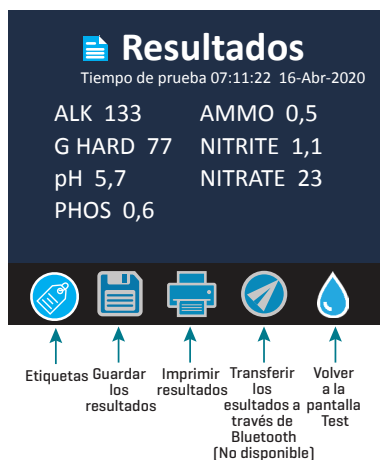 Resultados
Tiempo de prueba 07:11:22 16-Abr-2020
ALK 133 AMMO 0,5
G HARD 77 NITRITE 1,1
pH 5,7 NITRATE 23
PHOS 0,6
Etiquetas
Guardar
los
resultados
Imprimir
resultados
Transferir
los
esultados a
través de
Bluetooth
(No disponible)
Volver
a la
pantalla
Test